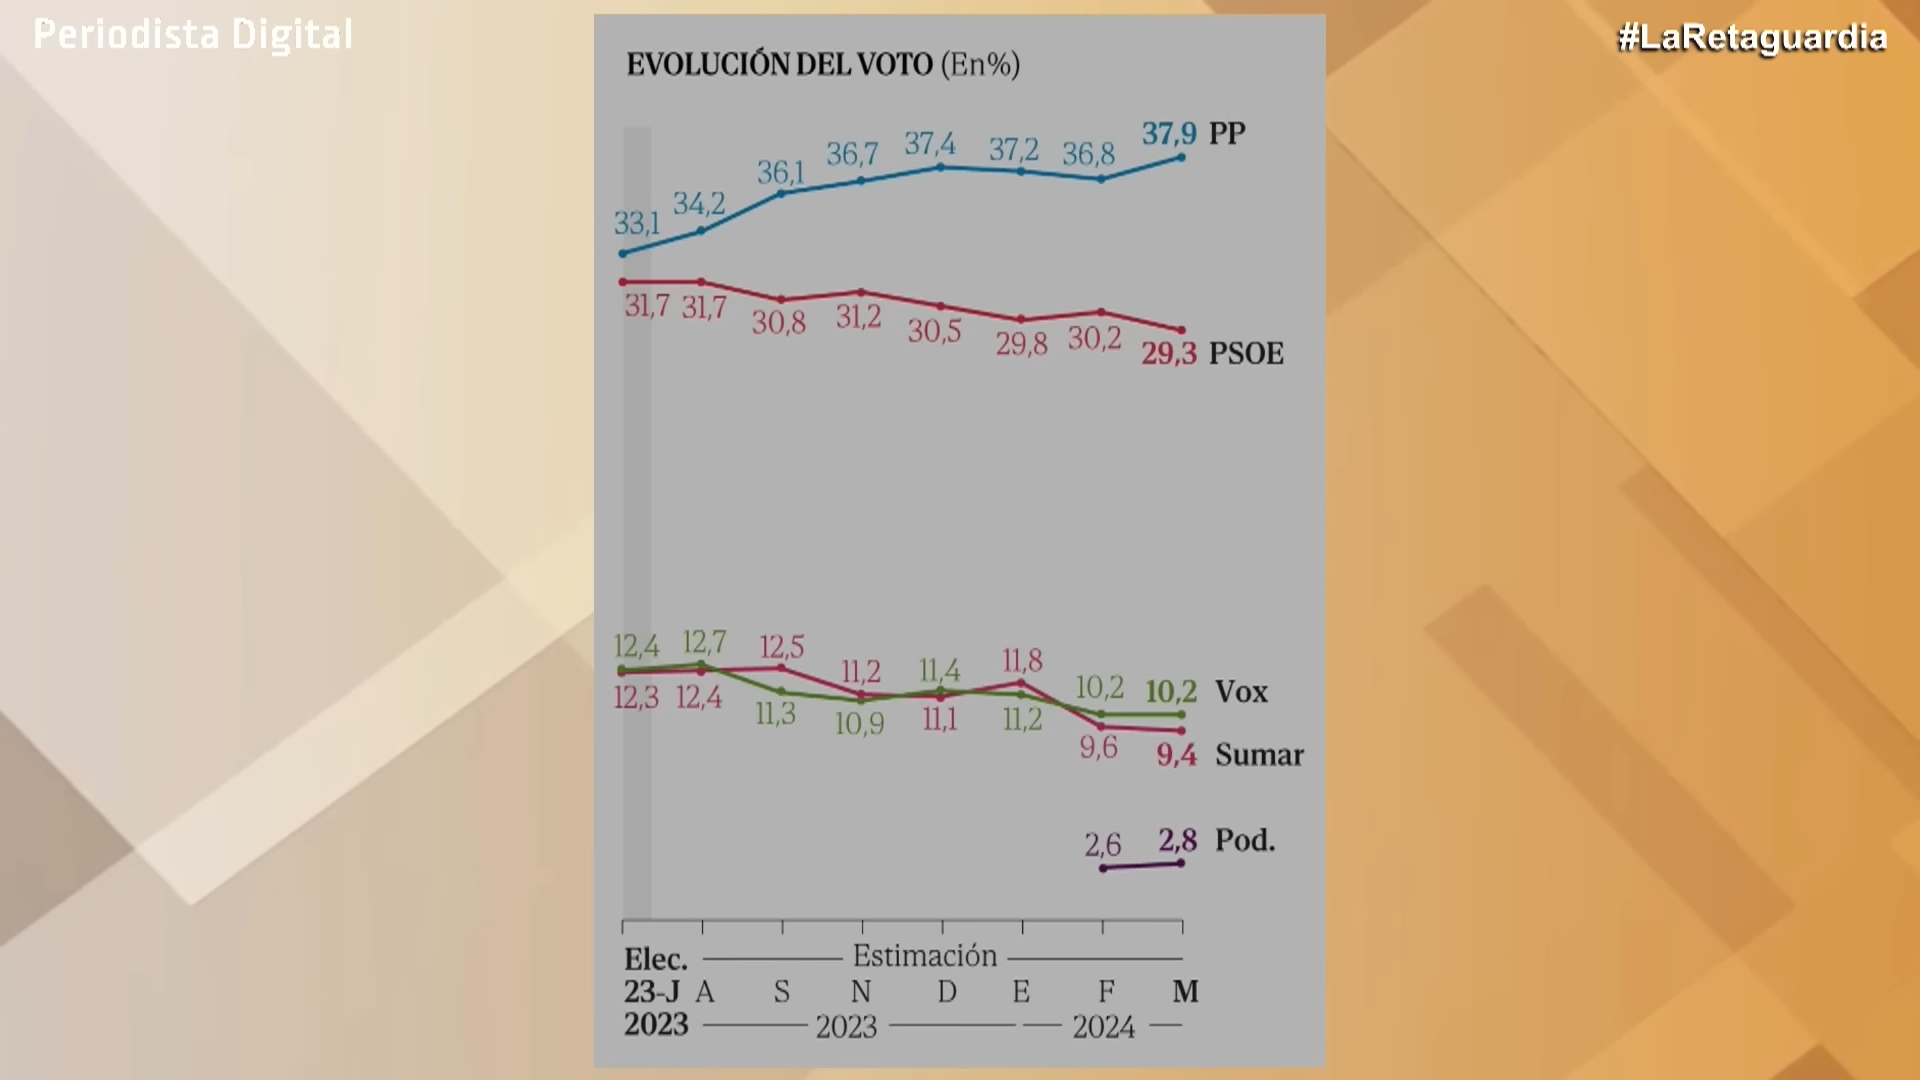 Periodista Digital
#LaRetaguardia
EVOLUCIÓN DEL VOTO (En%)
33,1 34,2 36,1 36,7 37,4 37,2 36,8 37,9 PP
31,7 31,7 30,8 31,2 30,5 29,8 30,2 29,3 PSOE
12,4 12,7 12,5 11,2 11,4 11,8 10,2 10,2 Vox
12,3 12,4 11,3 10,9 11,1 11,2 9,6 9,4 Sumar
2,6 2,8 Pod.
Elec. Estimación
23-J A S N D E F M
2023 2023 2024